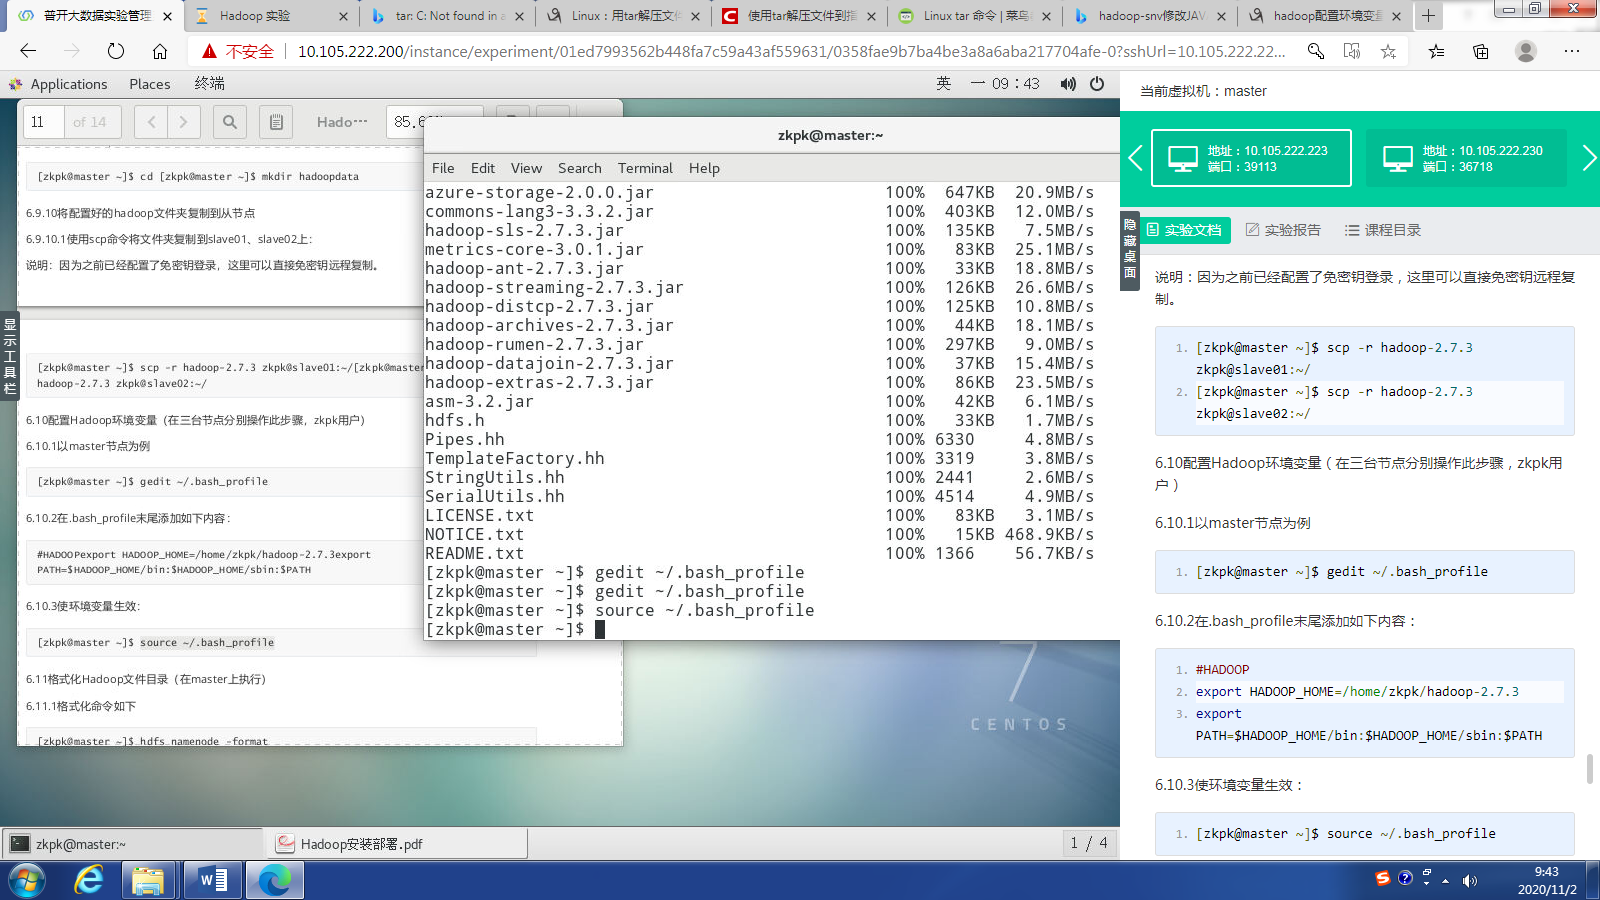 普开大数据实验管理
Hadoop 实验
tar: C: Not found in a
Linux：用tar解压文件
使用tar解压文件到指
Linux tar 命令 | 菜鸟
hadoop-snv修改JAV
hadoop配置环境变量
不安全
10.105.222.200/instance/experiment/01ed7993562b448fa7c59a43af559631/0358fae9b7ba4be3a8a6aba217704afe-0?sshUrl=10.105.222.22...
Applications Places 终端
英 一 09：43
11 of 14
Hado···
zkpk@master:~
File Edit View Search Terminal Help
[zkpk@master ~]$ cd [zkpk@master ~]$ mkdir hadoopdata
6.9.10将配置好的hadoop文件夹复制到从节点
6.9.10.1使用scp命令将文件夹复制到slave01、slave02上：
说明：因为之前已经配置了免密钥登录，这里可以直接免密钥远程复制。
显示工具栏
[zkpk@master ~]$ scp -r hadoop-2.7.3 zkpk@slave01:~/[zkpk@mast
hadoop-2.7.3 zkpk@slave02:~/
6.10配置Hadoop环境变量（在三台节点分别操作此步骤，zkpk用户）
6.10.1以master节点为例
[zkpk@master ~]$ gedit ~/.bash_profile
6.10.2在.bash_profile末尾添加如下内容：
#HADOOPexport HADOOP_HOME=/home/zkpk/hadoop-2.7.3export
PATH=$HADOOP_HOME/bin:$HADOOP_HOME/sbin:$PATH
6.10.3使环境变量生效：
[zkpk@master ~]$ source ~/.bash_profile
6.11格式化Hadoop文件目录（在master上执行）
6.11.1格式化命令如下
[zkpk@master ~]$ hdfs namenode -format
azure-storage-2.0.0.jar 100% 647KB 20.9MB/s
commons-lang3-3.3.2.jar 100% 403KB 12.0MB/s
hadoop-sls-2.7.3.jar 100% 135KB 7.5MB/s
metrics-core-3.0.1.jar 100% 83KB 25.1MB/s
hadoop-ant-2.7.3.jar 100% 33KB 18.8MB/s
hadoop-streaming-2.7.3.jar 100% 126KB 26.6MB/s
hadoop-distcp-2.7.3.jar 100% 125KB 10.8MB/s
hadoop-archives-2.7.3.jar 100% 44KB 18.1MB/s
hadoop-rumen-2.7.3.jar 100% 297KB 9.0MB/s
hadoop-datajoin-2.7.3.jar 100% 37KB 15.4MB/s
hadoop-extras-2.7.3.jar 100% 86KB 23.5MB/s
asm-3.2.jar 100% 42KB 6.1MB/s
hdfs.h 100% 33KB 1.7MB/s
Pipes.hh 100% 6330 4.8MB/s
TemplateFactory.hh 100% 3319 3.8MB/s
StringUtils.hh 100% 2441 2.6MB/s
SerialUtils.hh 100% 4514 4.9MB/s
LICENSE.txt 100% 83KB 3.1MB/s
NOTICE.txt 100% 15KB 468.9KB/s
README.txt 100% 1366 56.7KB/s
[zkpk@master ~]$ gedit ~/.bash_profile
[zkpk@master ~]$ gedit ~/.bash_profile
[zkpk@master ~]$ source ~/.bash_profile
[zkpk@master ~]$
7
CENTOS
zkpk@master:~
Hadoop安装部署.pdf
1 / 4
当前虚拟机：master
地址：10.105.222.223
端口：39113
地址：10.105.222.230
端口：36718
隐藏桌面
实验文档 实验报告 课程目录
说明：因为之前已经配置了免密钥登录，这里可以直接免密钥远程复
制。
1. [zkpk@master ~]$ scp -r hadoop-2.7.3
zkpk@slave01:~/
2. [zkpk@master ~]$ scp -r hadoop-2.7.3
zkpk@slave02:~/
6.10配置Hadoop环境变量（在三台节点分别操作此步骤，zkpk用
户）
6.10.1以master节点为例
1. [zkpk@master ~]$ gedit ~/.bash_profile
6.10.2在.bash_profile末尾添加如下内容：
1. #HADOOP
2. export HADOOP_HOME=/home/zkpk/hadoop-2.7.3
3. export
PATH=$HADOOP_HOME/bin:$HADOOP_HOME/sbin:$PATH
6.10.3使环境变量生效：
1. [zkpk@master ~]$ source ~/.bash_profile
9:43
2020/11/2